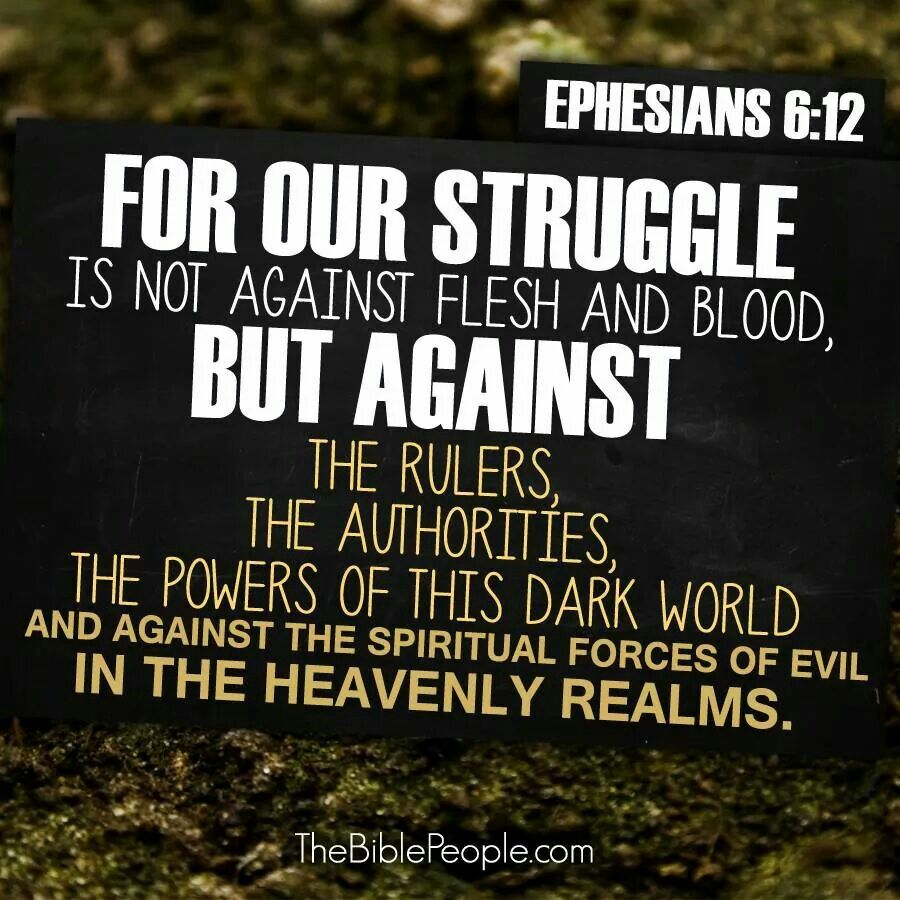 EPHESIANS 6:12
FOR OUR STRUGGLE
IS NOT AGAINST FLESH AND BLOOD,
BUT AGAINST
THE RULERS,
THE AUTHORITIES,
THE POWERS OF THIS DARK WORLD
AND AGAINST THE SPIRITUAL FORCES OF EVIL
IN THE HEAVENLY REALMS.
TheBiblePeople.com